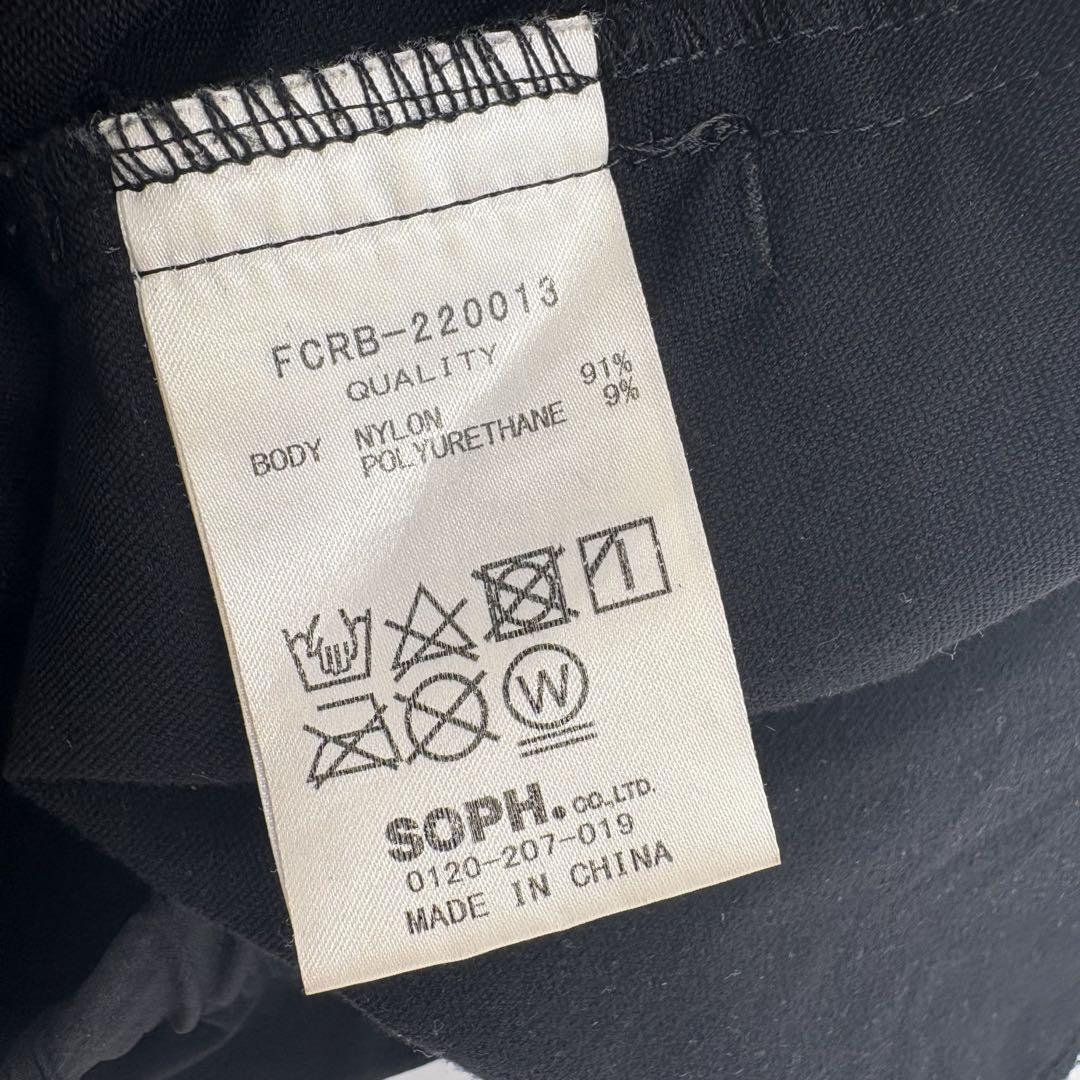 FCRB-220013
QUALITY
BODY NYLON 91%
POLYURETHANE 9%
W
SOPH. CO.,LTD.
0120-207-019
MADE IN CHINA